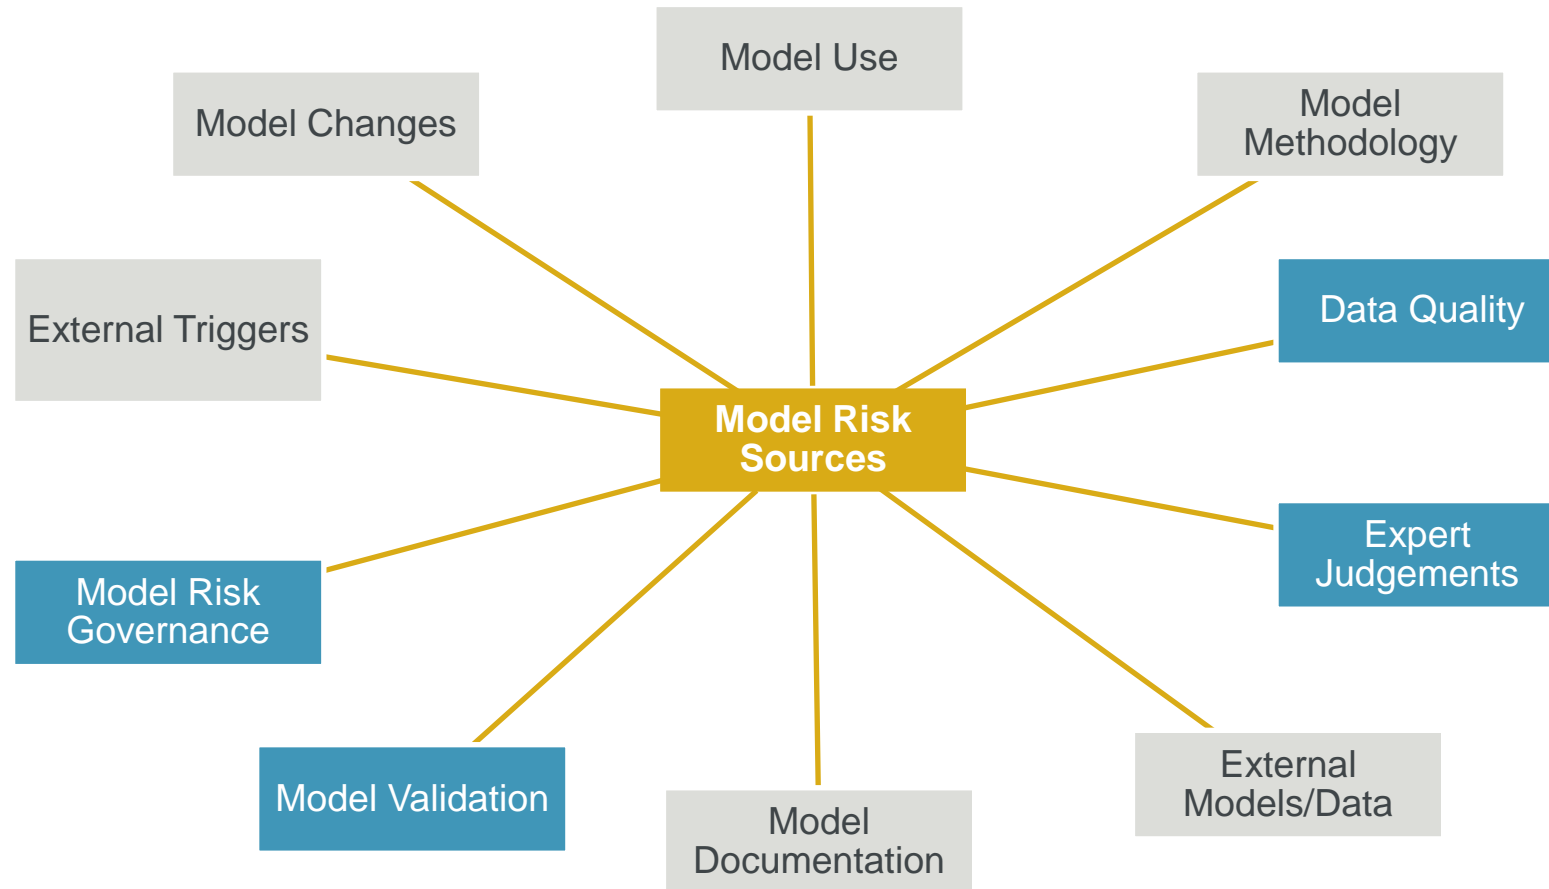 Model Use
Model Changes
Model
Methodology
External Triggers
Data Quality
Model Risk
Sources
Expert
Judgements
Model Risk
Governance
External
Models/Data
Model Validation
Model
Documentation